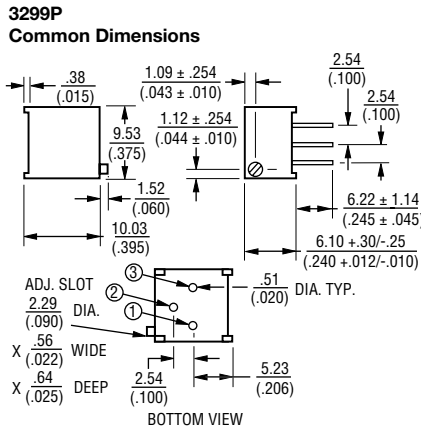 3299P
Common Dimensions
.38
(.015)
9.53
(.375)
1.52
(.060)
10.03
(.395)
1.09 ± .254
(.043 ± .010)
1.12 ± .254
(.044 ± .010)
2.54
(.100)
2.54
(.100)
6.22 ± 1.14
(.245 ± .045)
6.10 +.30/-.25
(.240 +.012/-.010)
ADJ. SLOT
2.29
(.090) DIA.
X .56
(.022) WIDE
X .64
(.025) DEEP
3
2
1
.51
(.020) DIA. TYP.
2.54
(.100)
5.23
(.206)
BOTTOM VIEW